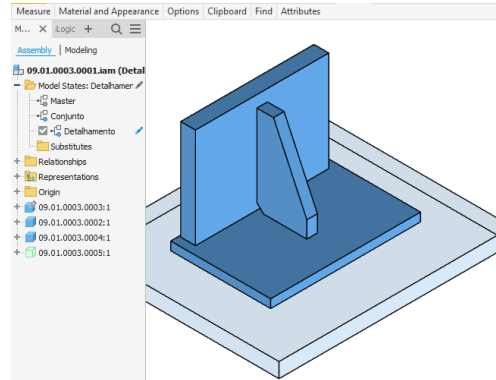 Measure Material and Appearance Options Clipboard Find Attributes
M... iLogic
Assembly Modeling
09.01.0003.0001.iam (Detal
Model States: Detalhamer
Master
Conjunto
Detalhamento
Substitutes
Relationships
Representations
Origin
09.01.0003.0003:1
09.01.0003.0002:1
09.01.0003.0004:1
09.01.0003.0005:1